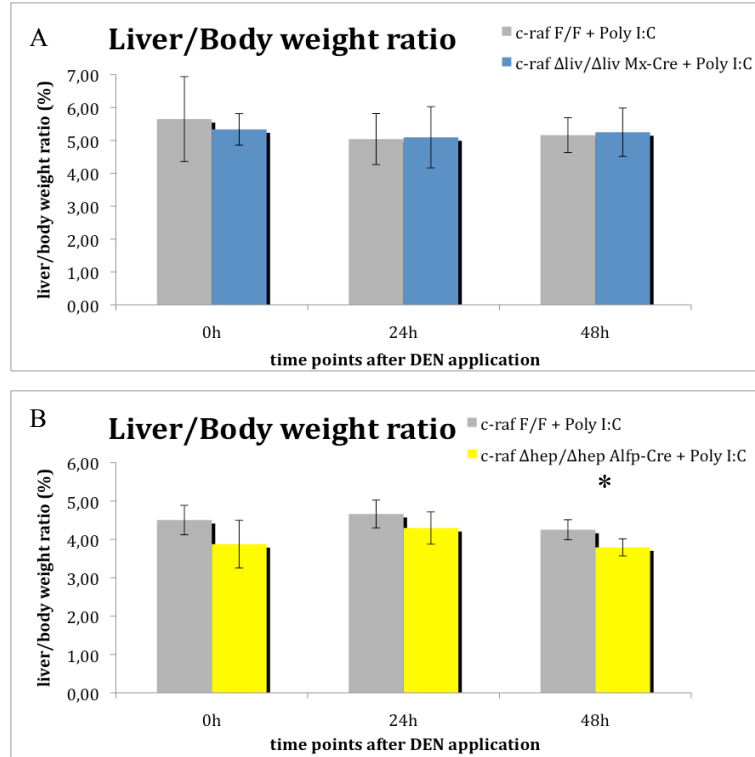 A
Liver/Body weight ratio
c-raf F/F + Poly I:C
c-raf Δliv/Δliv Mx-Cre + Poly I:C
liver/body weight ratio (%)
7,00
6,00
5,00
4,00
3,00
2,00
1,00
0,00
0h 24h 48h
time points after DEN application
B
Liver/Body weight ratio
c-raf F/F + Poly I:C
c-raf Δhep/Δhep Alfp-Cre + Poly I:C
*
liver/body weight ratio (%)
6,00
5,00
4,00
3,00
2,00
1,00
0,00
0h 24h 48h
time points after DEN application